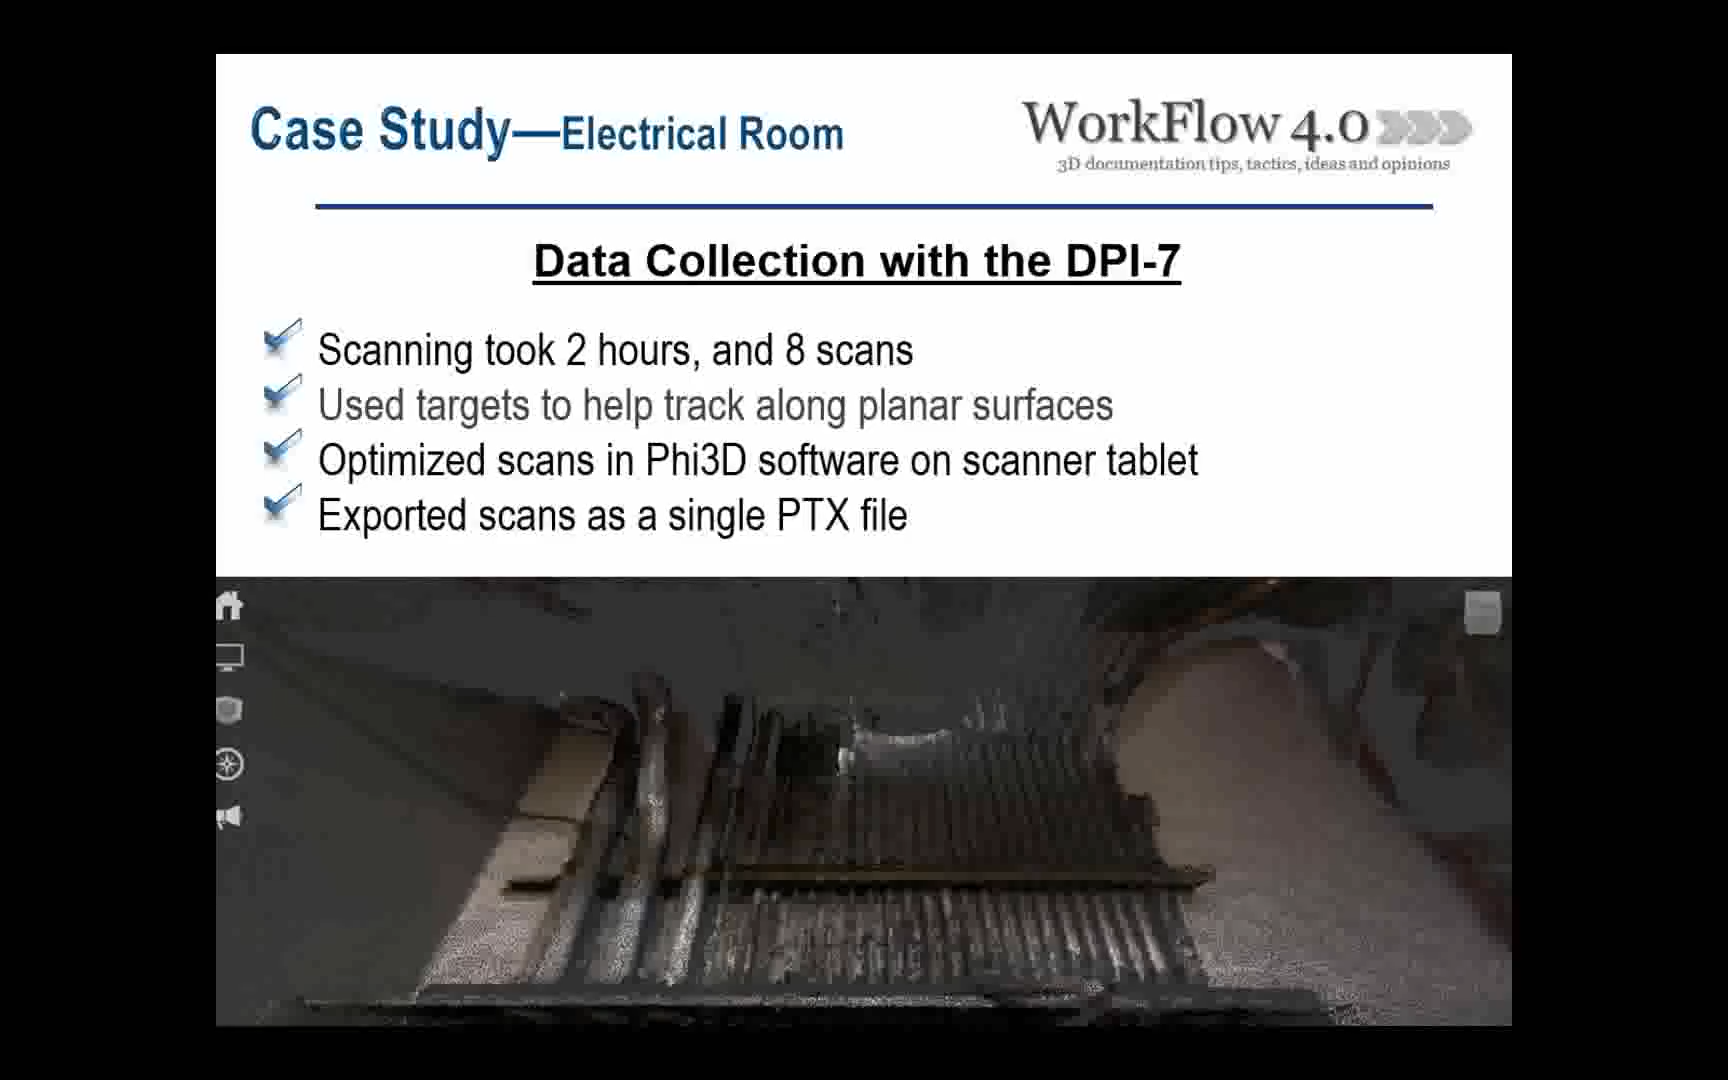 Case Study—Electrical Room
WorkFlow 4.0
3D documentation tips, tactics, ideas and opinions
Data Collection with the DPI-7
Scanning took 2 hours, and 8 scans
Used targets to help track along planar surfaces
Optimized scans in Phi3D software on scanner tablet
Exported scans as a single PTX file